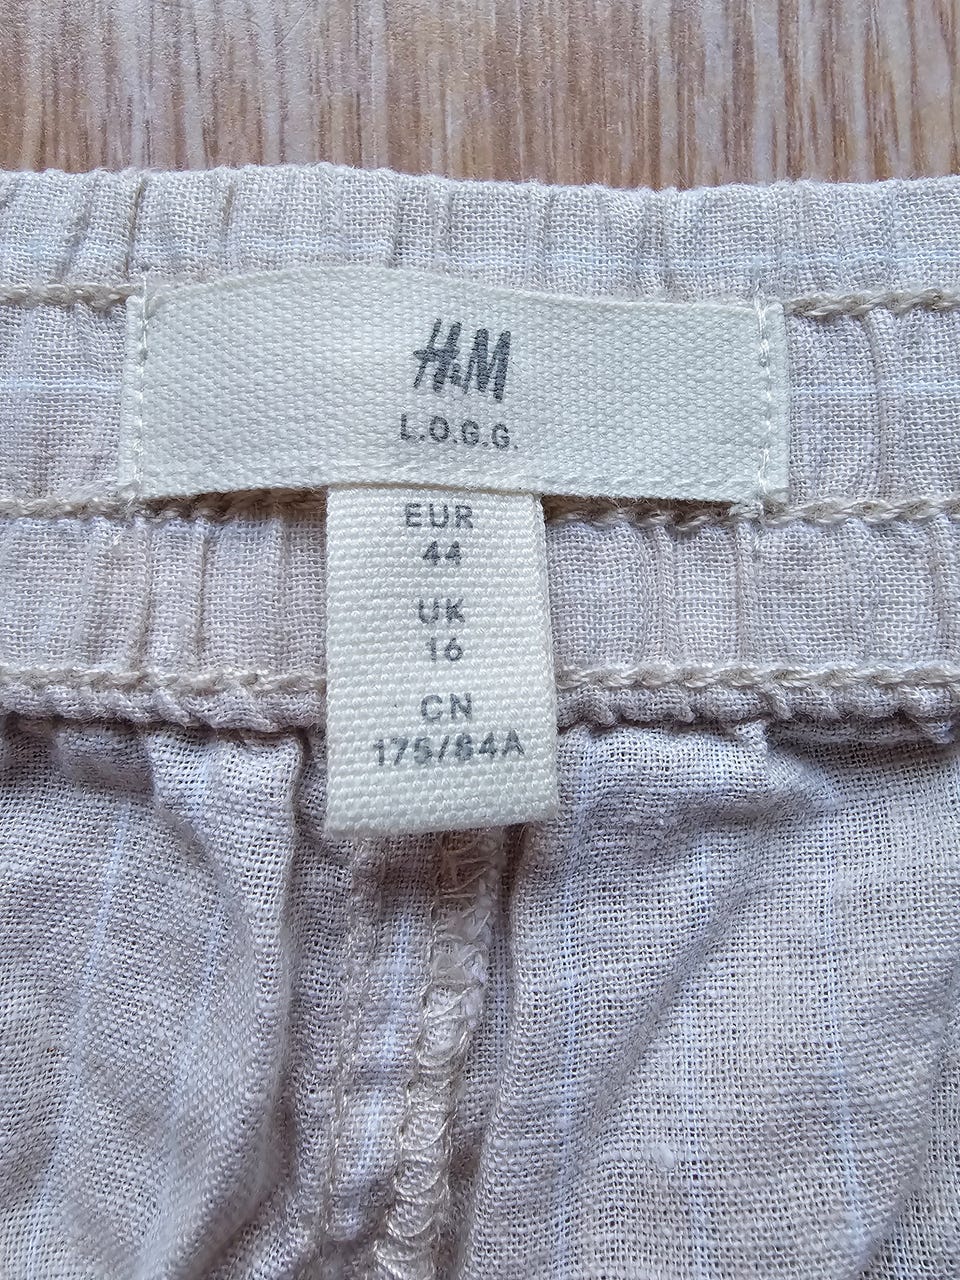 H&M
L.O.G.G.
EUR
44
UK
16
CN
175/84A